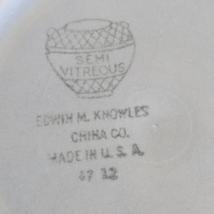 SEMI
VITREOUS
EDWIN M. KNOWLES
CHINA CO.
MADE IN U. S. A.
47 12